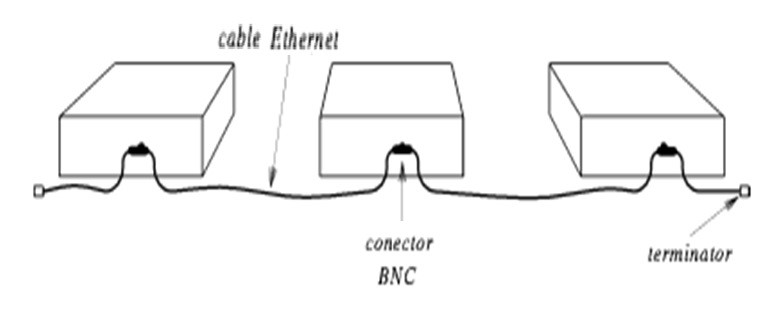 cable Ethernet
conector
BNC
terminator